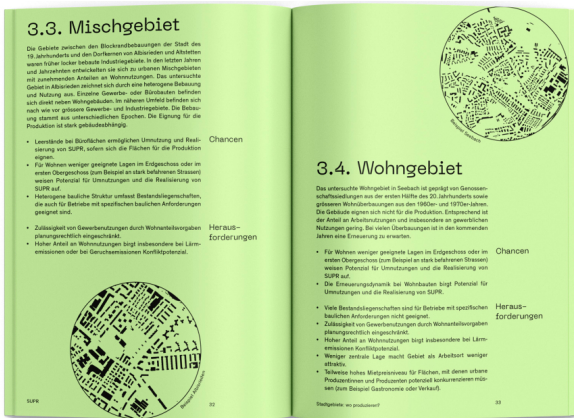 3.3. Mischgebiet
Die Gebiete zwischen den Blockrandbebauungen der Stadt des
19. Jahrhunderts und den Dorfkernen von Albisrieden und Altstetten
waren früher locker bebaute Industriegebiete. In den letzten Jahren
und Jahrzehnten entwickelten sie sich zu urbanen Mischgebieten
mit zunehmenden Anteilen an Wohnnutzungen. Das untersuchte
Gebiet in Albisrieden zeichnet sich durch eine heterogene Bebauung
und Nutzung aus. Einzelne Gewerbe- oder Bürobauten befinden
sich direkt neben Wohngebäuden. Im näheren Umfeld befinden sich
nach wie vor grössere Gewerbe- und Industriegebiete. Die Bebau-
ung stammt aus unterschiedlichen Epochen. Die Eignung für die
Produktion ist stark gebäudeabhängig.
• Leerstände bei Büroflächen ermöglichen Umnutzung und Reali-
sierung von SUPR, sofern sich die Flächen für die Produktion
eignen.
• Für Wohnen weniger geeignete Lagen im Erdgeschoss oder im
ersten Obergeschoss (zum Beispiel an stark befahrenen Strassen)
weisen Potenzial für Umnutzungen und die Realisierung von
SUPR auf.
• Heterogene bauliche Struktur umfasst Bestandsliegenschaften,
die auch für Betriebe mit spezifischen baulichen Anforderungen
geeignet sind.
Chancen
• Zulässigkeit von Gewerbenutzungen durch Wohnanteilsvorgaben
planungsrechtlich eingeschränkt.
• Hoher Anteil an Wohnnutzungen birgt insbesondere bei Lärm-
emissionen oder bei Geruchsemissionen Konfliktpotenzial.
Heraus-
forderungen
Beispiel Albisrieden
SUPR
32
Beispiel Seebach
3.4. Wohngebiet
Das untersuchte Wohngebiet in Seebach ist geprägt von Genossen-
schaftssiedlungen aus der ersten Hälfte des 20. Jahrhunderts sowie
grösseren Wohnüberbauungen aus den 1960er- und 1970er-Jahren.
Die Gebäude eignen sich nicht für die Produktion. Entsprechend ist
der Anteil an Arbeitsnutzungen und insbesondere an gewerblichen
Nutzungen gering. Bei vielen Überbauungen ist in den kommenden
Jahren eine Erneuerung zu erwarten.
• Für Wohnen weniger geeignete Lagen im Erdgeschoss oder im
ersten Obergeschoss (zum Beispiel an stark befahrenen Strassen)
weisen Potenzial für Umnutzungen und die Realisierung von
SUPR auf.
• Die Erneuerungsdynamik bei Wohnbauten birgt Potenzial für
Umnutzungen und die Realisierung von SUPR.
Chancen
• Viele Bestandsliegenschaften sind für Betriebe mit spezifischen
baulichen Anforderungen nicht geeignet.
• Zulässigkeit von Gewerbenutzungen durch Wohnanteilsvorgaben
planungsrechtlich eingeschränkt.
• Hoher Anteil an Wohnnutzungen birgt insbesondere bei Lärm-
emissionen Konfliktpotenzial.
• Weniger zentrale Lage macht Gebiet als Arbeitsort weniger
attraktiv.
• Teilweise hohes Mietpreisniveau für Flächen, mit denen urbane
Produzentinnen und Produzenten potenziell konkurrenzieren müs-
sen (zum Beispiel Gastronomie oder Verkauf).
Heraus-
forderungen
Stadtgebiete: wo produzieren?
33